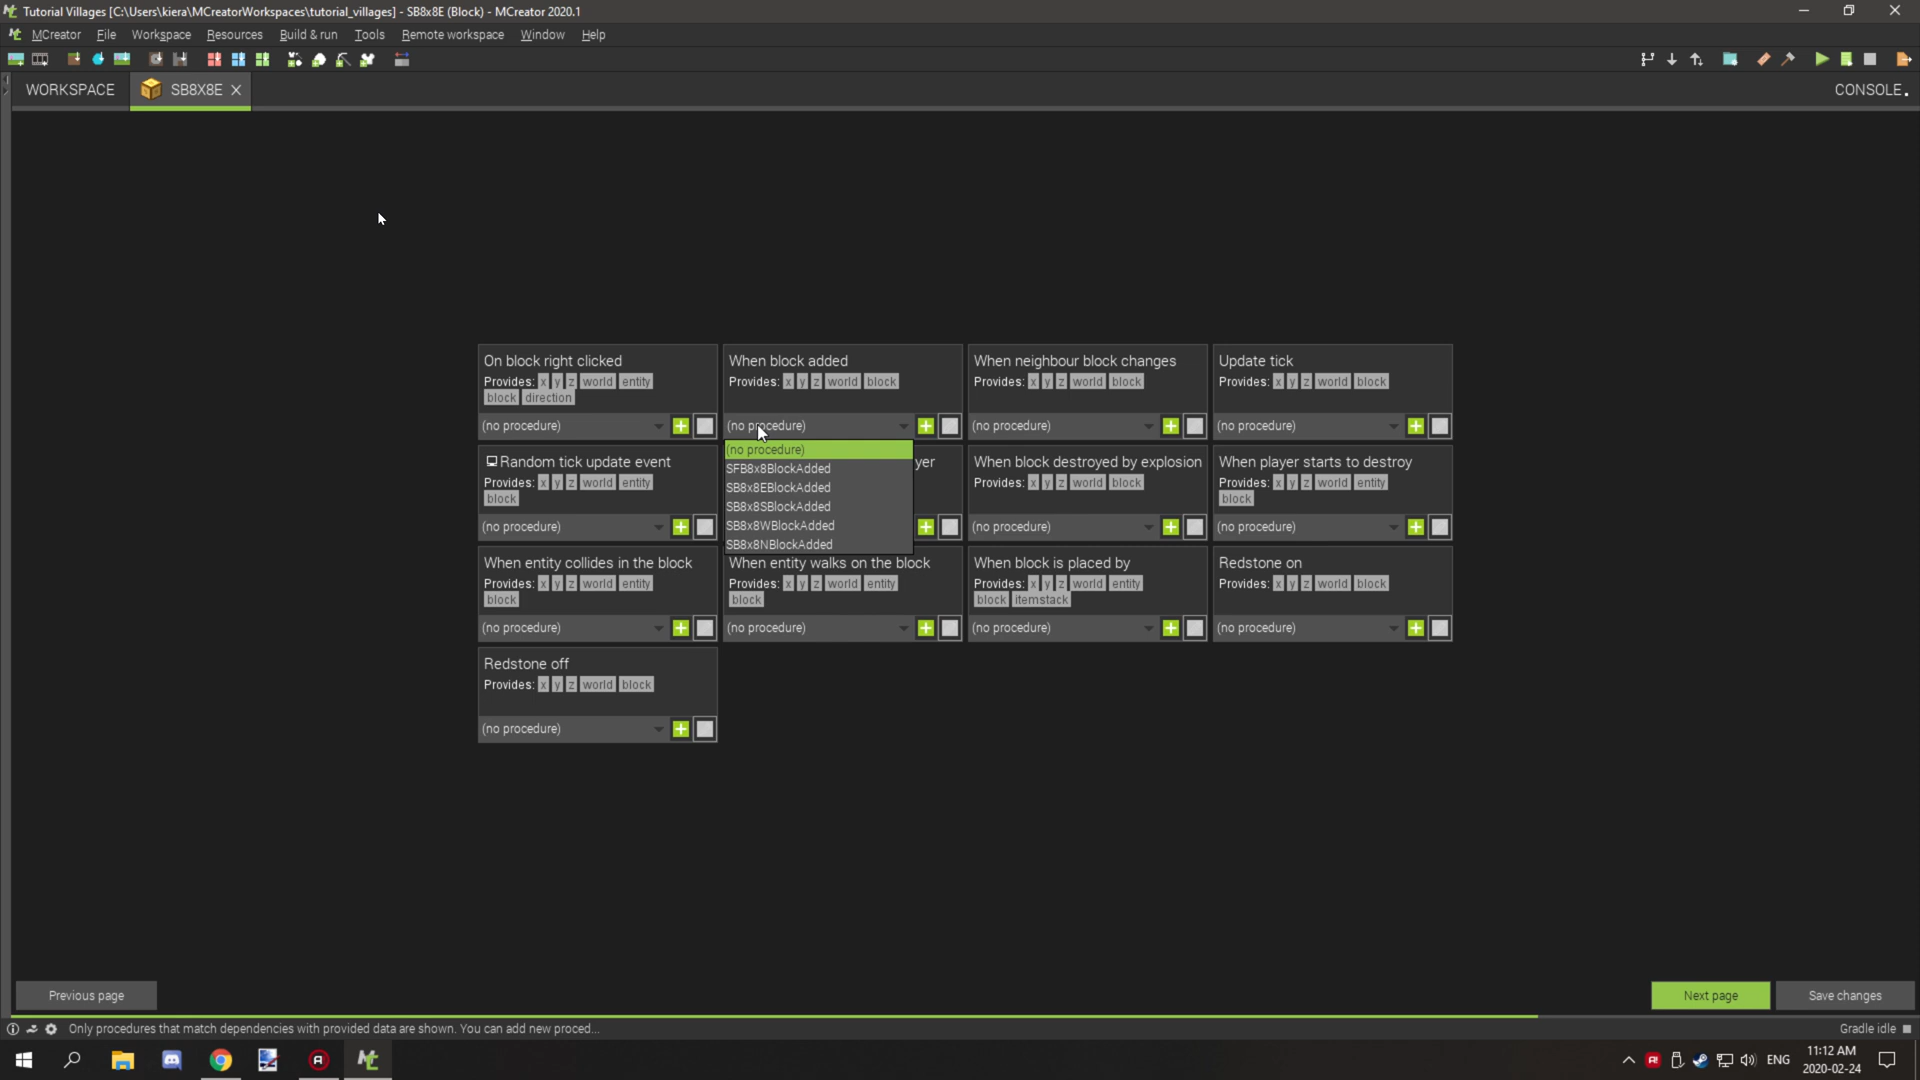 Tutorial Villages [C:\Users\kiera\MCreatorWorkspaces\tutorial_villages] - SB8x8E (Block) - MCreator 2020.1
MCreator File Workspace Resources Build & run Tools Remote workspace Window Help
WORKSPACE SB8X8E CONSOLE
On block right clicked
Provides: x y z world entity
block direction
(no procedure)
When block added
Provides: x y z world block
(no procedure)
When neighbour block changes
Provides: x y z world block
(no procedure)
Update tick
Provides: x y z world block
(no procedure)
(no procedure)
SFB8x8BlockAdded
SB8x8EBlockAdded
SB8x8SBlockAdded
SB8x8WBlockAdded
SB8x8NBlockAdded
Random tick update event
Provides: x y z world entity
block
(no procedure)
yer
When block destroyed by explosion
Provides: x y z world block
(no procedure)
When player starts to destroy
Provides: x y z world entity
block
(no procedure)
When entity collides in the block
Provides: x y z world entity
block
(no procedure)
When entity walks on the block
Provides: x y z world entity
block
(no procedure)
When block is placed by
Provides: x y z world entity
block itemstack
(no procedure)
Redstone on
Provides: x y z world block
(no procedure)
Redstone off
Provides: x y z world block
(no procedure)
Previous page Next page Save changes
Only procedures that match dependencies with provided data are shown. You can add new proced... Gradle idle
ENG 11:12 AM
2020-02-24